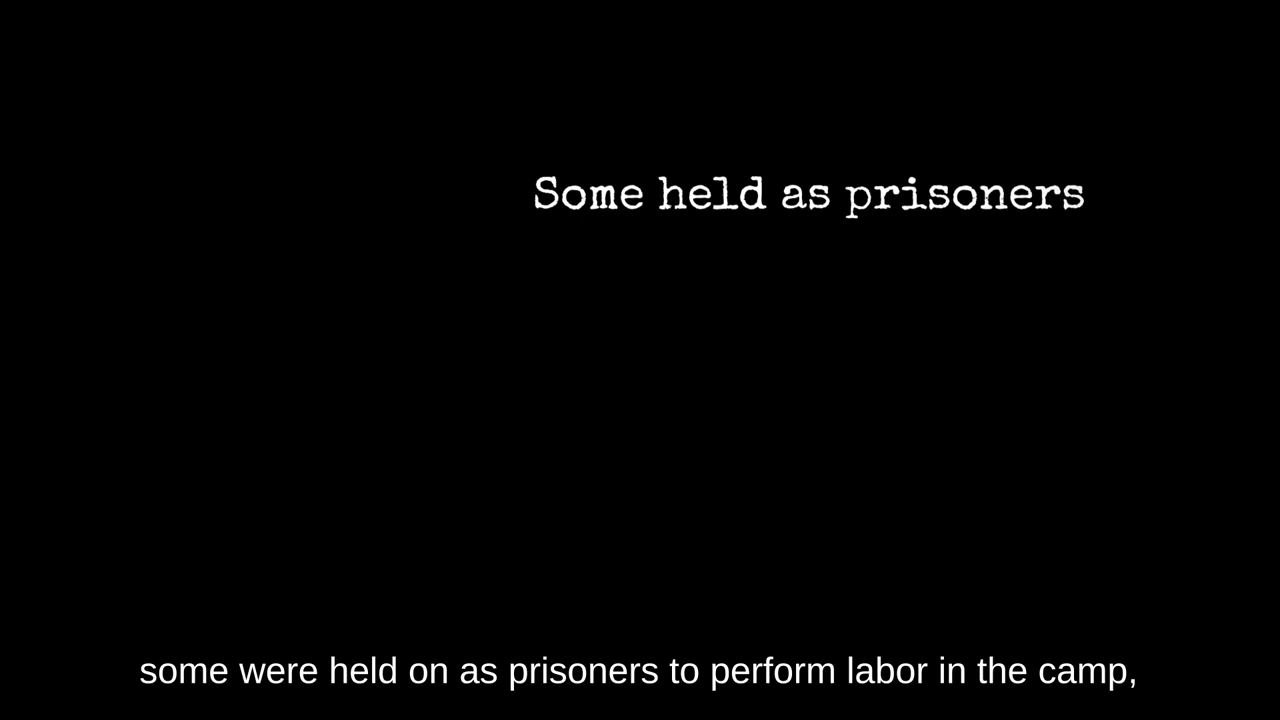 Some held as prisoners
some were held on as prisoners to perform labor in the camp,